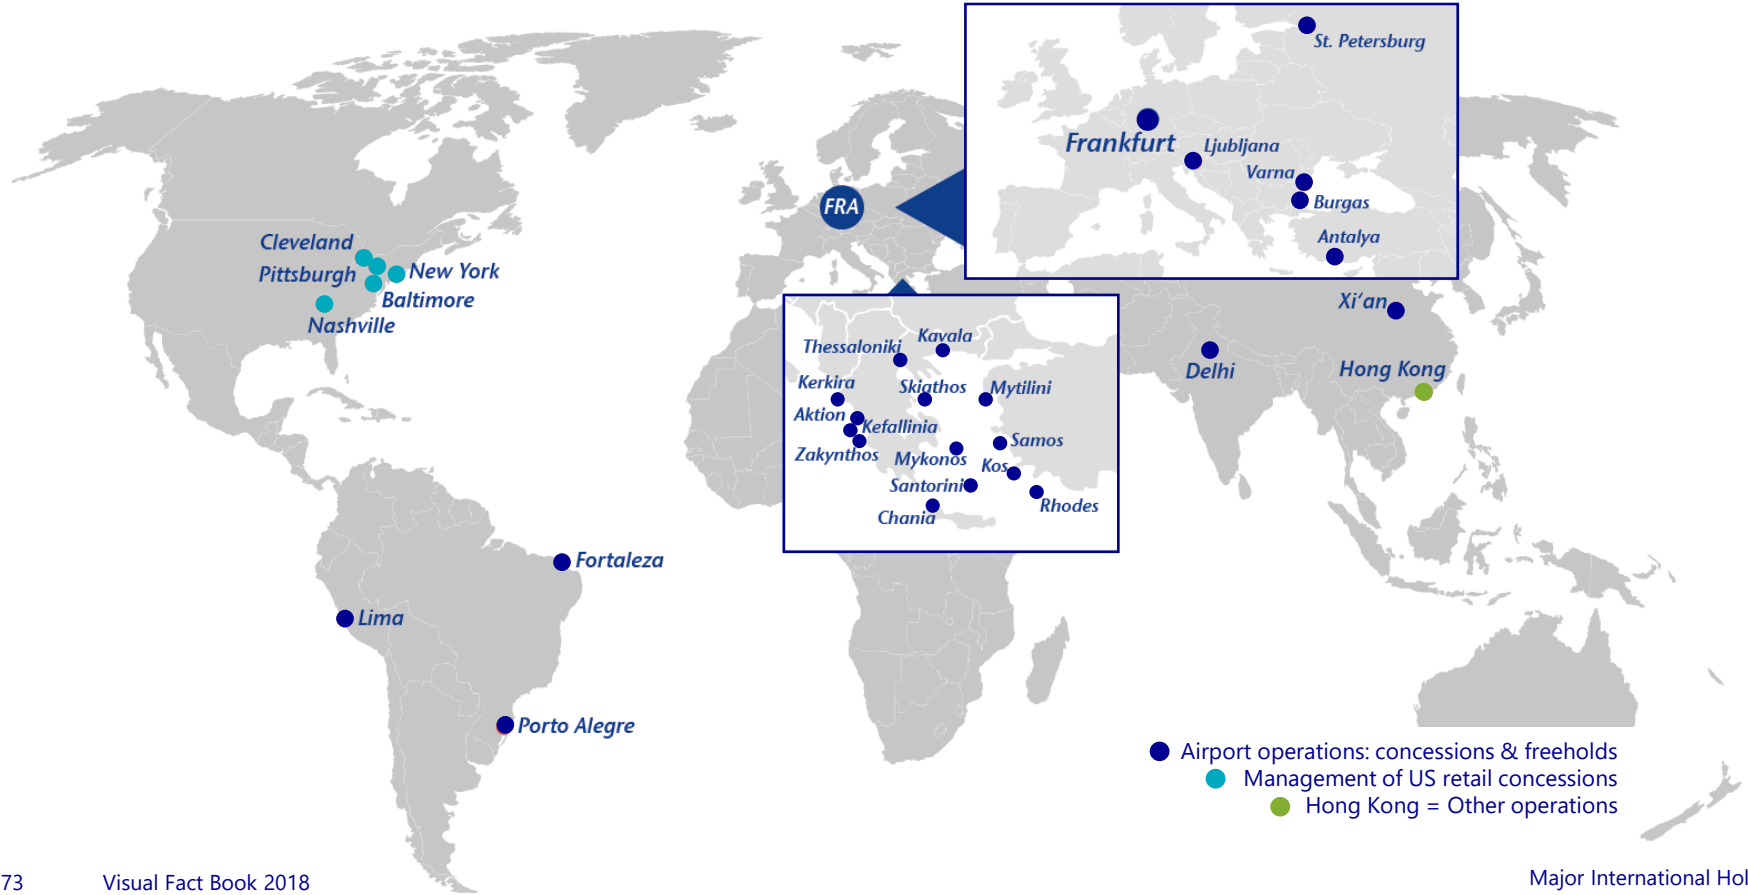 St. Petersburg
Frankfurt
Ljubljana
Varna
Burgas
Antalya
FRA
Cleveland
Pittsburgh
New York
Baltimore
Nashville
Xi‘an
Delhi
Hong Kong
Kavala
Thessaloniki
Kerkira
Skiathos
Mytilini
Aktion
Kefallinia
Zakynthos
Mykonos
Samos
Kos
Santorini
Rhodes
Chania
Fortaleza
Lima
Porto Alegre
Airport operations: concessions & freeholds
Management of US retail concessions
Hong Kong = Other operations
73 Visual Fact Book 2018
Major International Hol